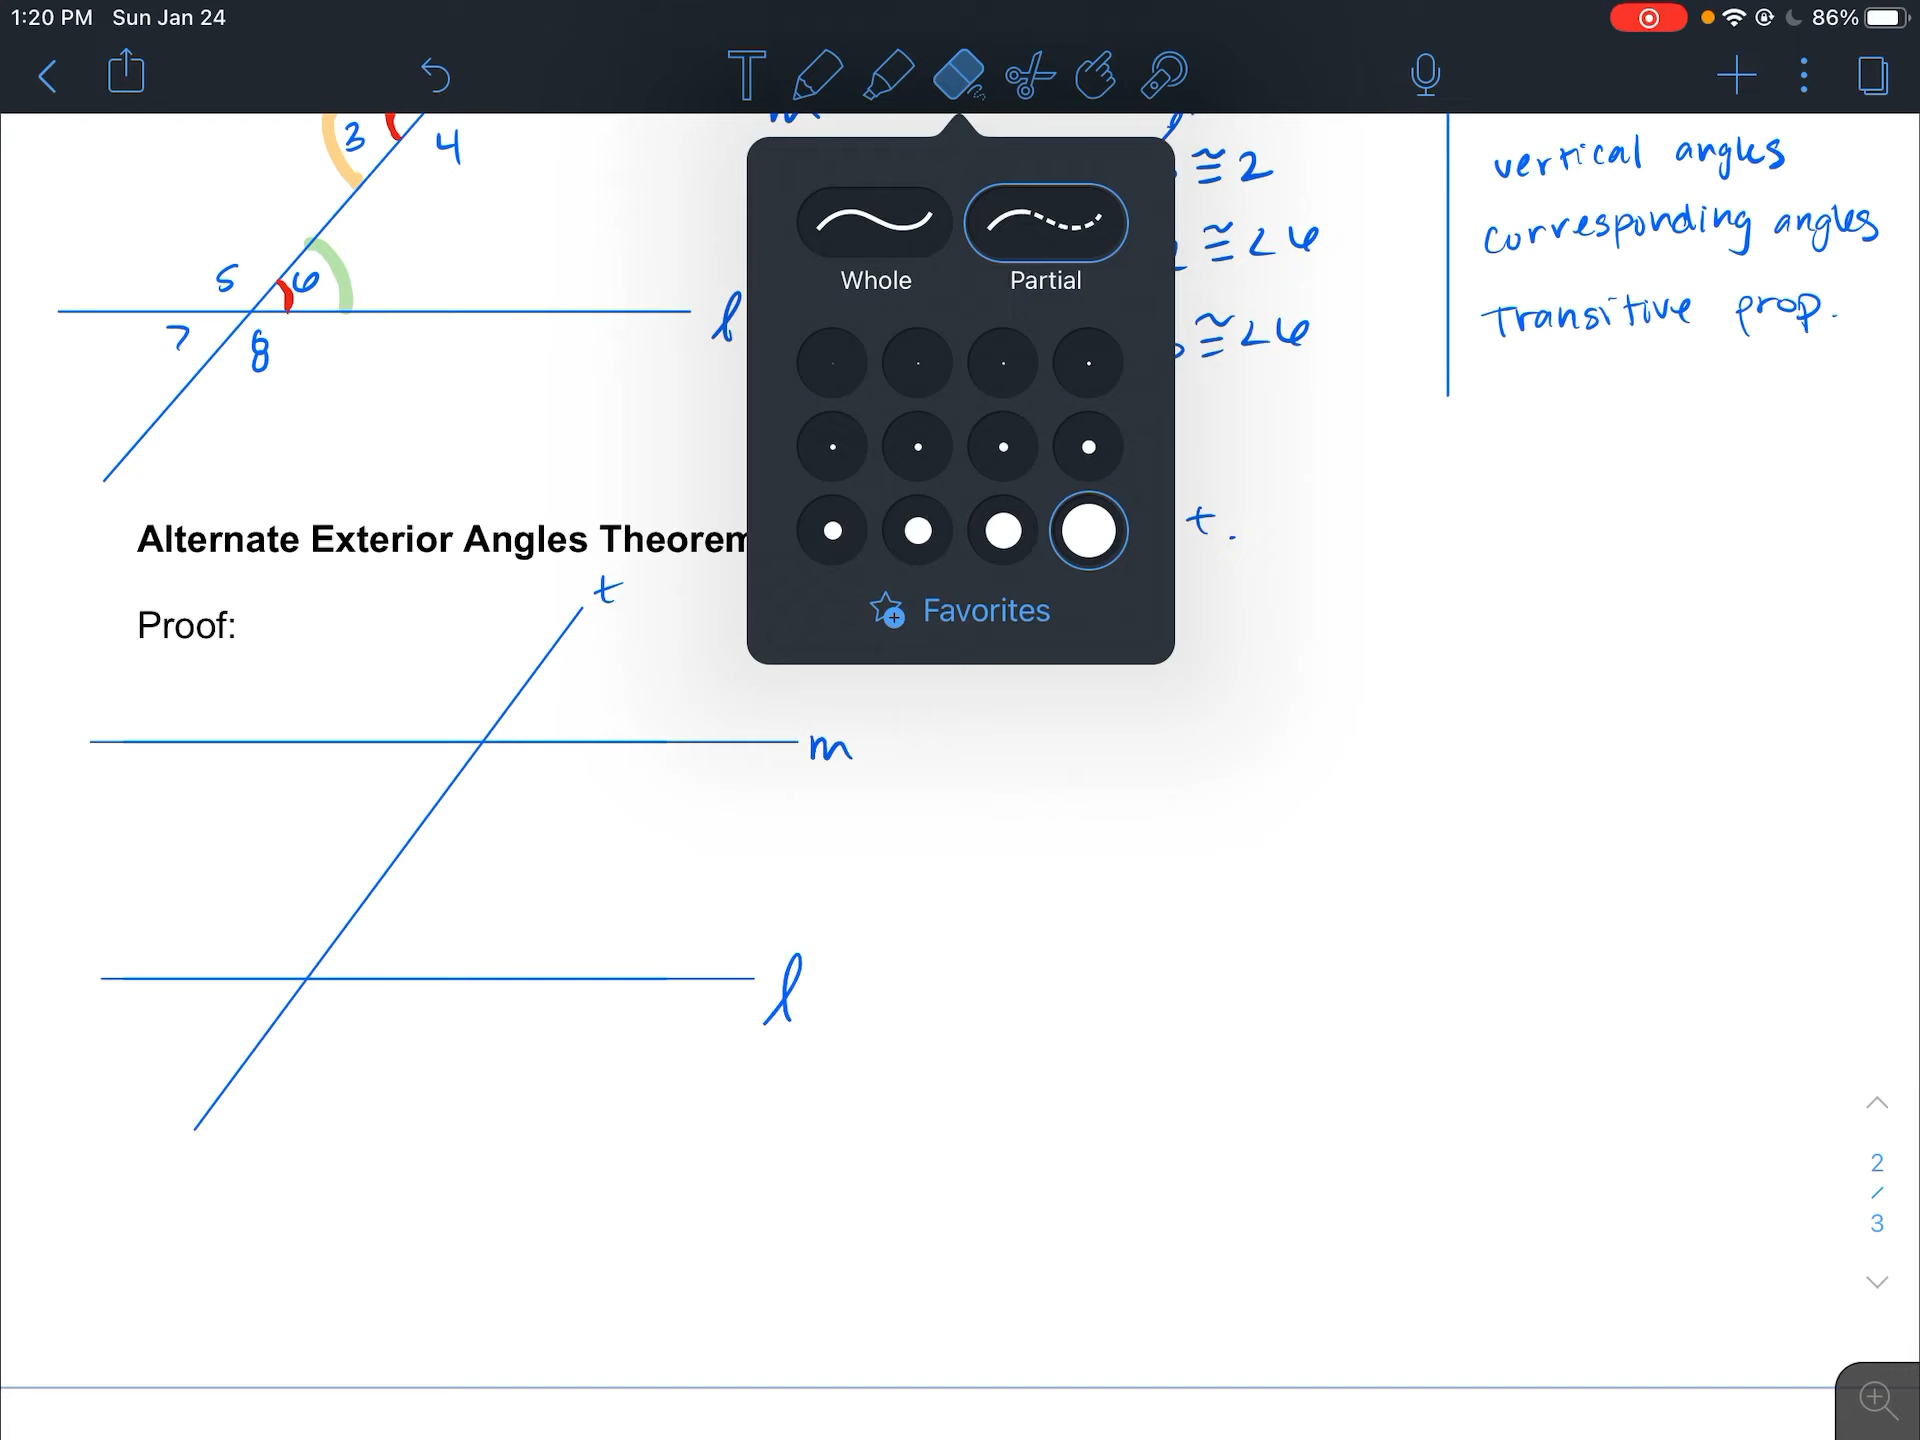 1:20 PM Sun Jan 24
86%
T
3
4
≅ 2
vertical angles
Whole
Partial
≅ ∠6
corresponding angles
5
6
l
7
8
≅ ∠6
Transitive prop.
Alternate Exterior Angles Theorem
t.
t
Favorites
Proof:
m
l
2
/
3